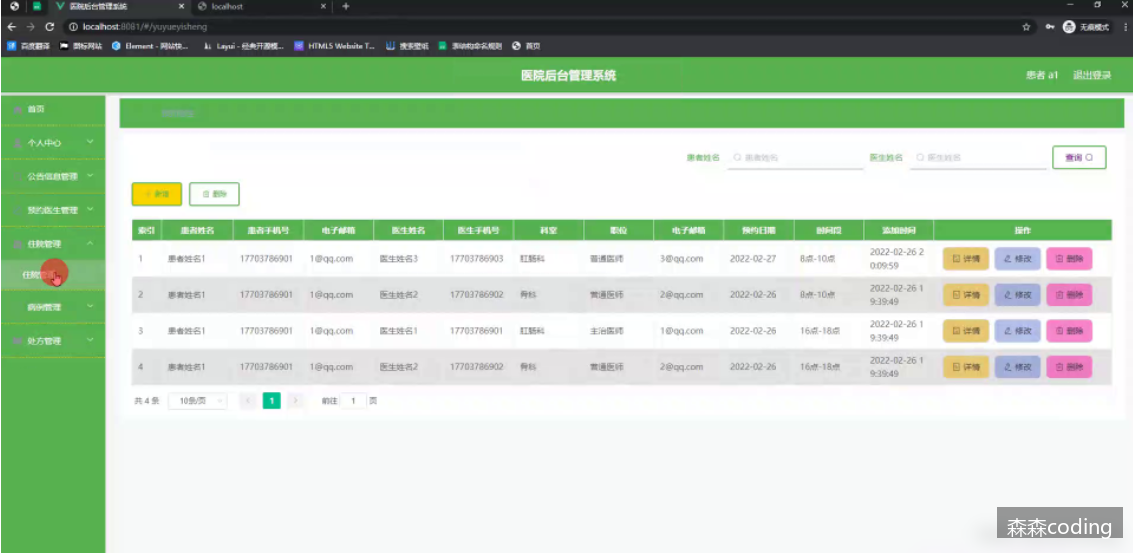 医院后台管理系统
localhost
localhost:8081/#/yuyueyisheng
无痕模式
百度翻译 Element - 网站快... Layui - 经典开源模... HTML5 Website T... 搜索壁纸 首页
医院后台管理系统
患者 a1 退出登录
首页
个人中心
公告信息管理
预约医生管理
住院管理
住院
病例管理
处方管理
患者姓名 患者姓名 医生姓名 医生姓名 查询
新增 删除
索引 患者姓名 患者手机号 电子邮箱 医生姓名 医生手机号 科室 职位 电子邮箱 预约日期 时间段 添加时间 操作
1 患者姓名1 17703786901 1@qq.com 医生姓名3 17703786903 肛肠科 普通医师 3@qq.com 2022-02-27 8点-10点 2022-02-26 20:09:59 详情 修改 删除
2 患者姓名1 17703786901 1@qq.com 医生姓名2 17703786902 骨科 普通医师 2@qq.com 2022-02-26 8点-10点 2022-02-26 19:39:49 详情 修改 删除
3 患者姓名1 17703786901 1@qq.com 医生姓名1 17703786901 肛肠科 主治医师 1@qq.com 2022-02-26 16点-18点 2022-02-26 19:39:49 详情 修改 删除
4 患者姓名1 17703786901 1@qq.com 医生姓名2 17703786902 骨科 普通医师 2@qq.com 2022-02-26 16点-18点 2022-02-26 19:39:49 详情 修改 删除
共 4 条 10条/页 1 前往 1 页
森森coding